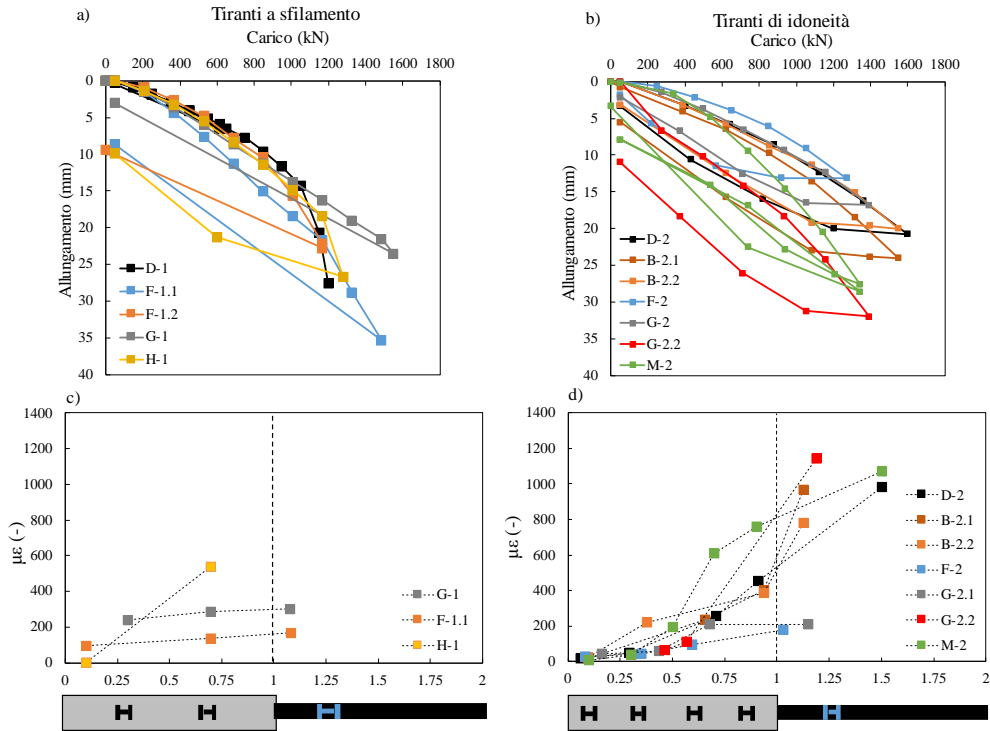 a)
Tiranti a sfilamento
Carico (kN)
0 200 400 600 800 1000 1200 1400 1600 1800
0
5
10
15
20
25
30
35
40
Allungamento (mm)
D-1
F-1.1
F-1.2
G-1
H-1
b)
Tiranti di idoneità
Carico (kN)
0 200 400 600 800 1000 1200 1400 1600 1800
0
5
10
15
20
25
30
35
40
Allungamento (mm)
D-2
B-2.1
B-2.2
F-2
G-2
G-2.2
M-2
c)
1400
1200
1000
800
600
400
200
0
με (-)
G-1
F-1.1
H-1
0 0.25 0.5 0.75 1 1.25 1.5 1.75 2
d)
1400
1200
1000
800
600
400
200
0
με (-)
D-2
B-2.1
B-2.2
F-2
G-2.1
G-2.2
M-2
0 0.25 0.5 0.75 1 1.25 1.5 1.75 2